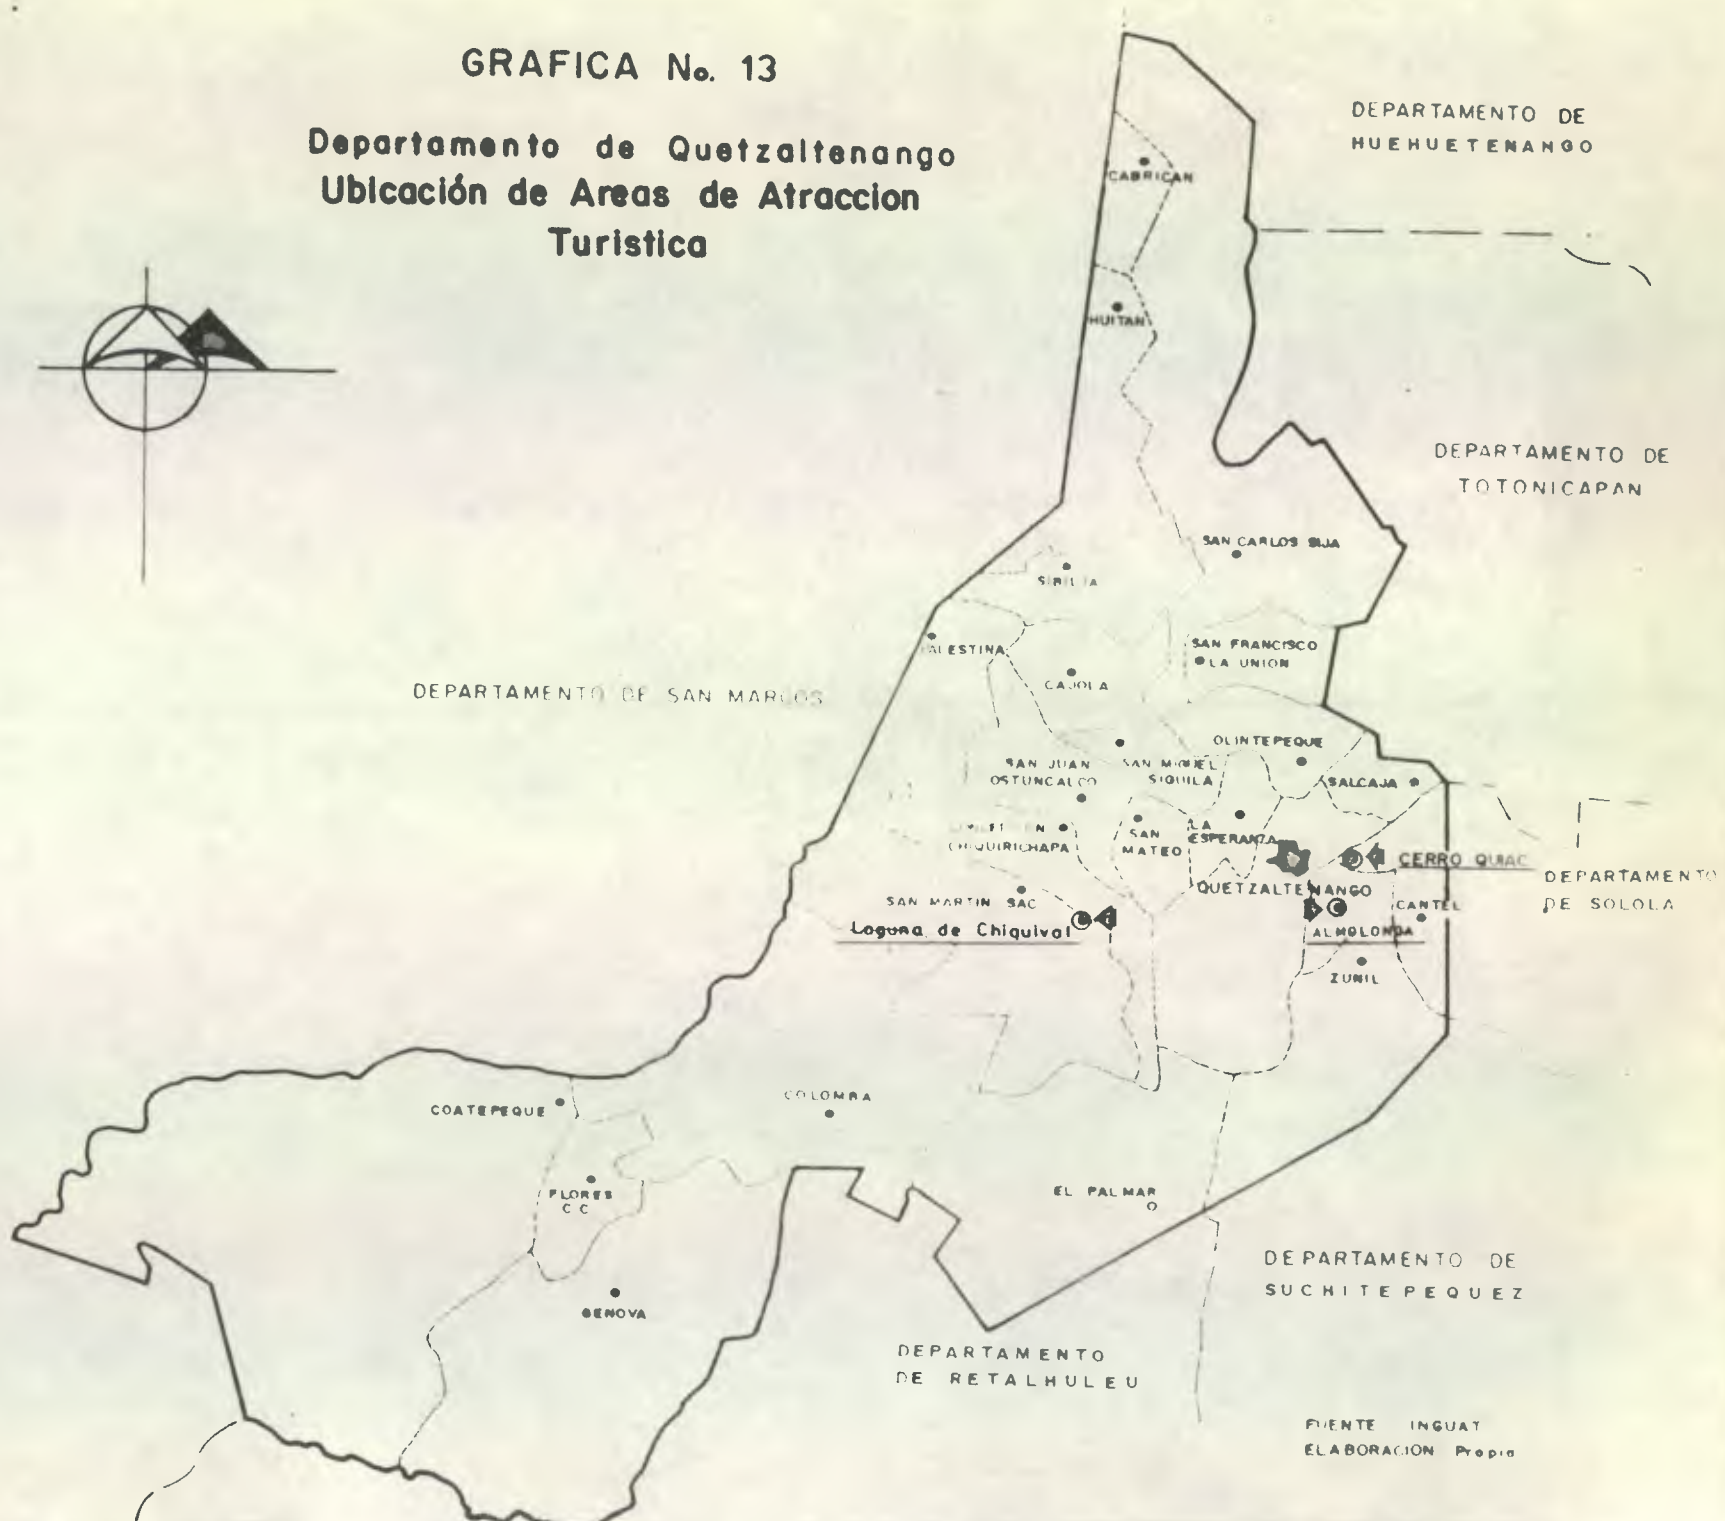 GRAFICA No. 13
Departamento de Quetzaltenango
Ubicación de Areas de Atraccion
Turistica
DEPARTAMENTO DE
HUEHUETENANGO
CABRICAN
HUITAN
DEPARTAMENTO DE
TOTONICAPAN
SAN CARLOS SIJA
SIBILIA
SAN FRANCISCO
LA UNION
PALESTINA
CAJOLA
DEPARTAMENTO DE SAN MARCOS
OLINTEPEQUE
SAN JUAN
OSTUNCALCO
SAN MIGUEL
SIGUILA
SALCAJA
CHIQUIRICHAPA
SAN
MATEO
LA
ESPERANZA
CERRO QUIAC
DEPARTAMENTO
DE SOLOLA
QUETZALTENANGO
SAN MARTIN SAC
CANTEL
Laguna de Chiquival
ALMOLONGA
ZUNIL
COLOMBA
COATEPEQUE
FLORES
C C
EL PALMAR
GENOVA
DEPARTAMENTO DE
SUCHITEPEQUEZ
DEPARTAMENTO
DE RETALHULEU
FUENTE INGUAT
ELABORACION Propia